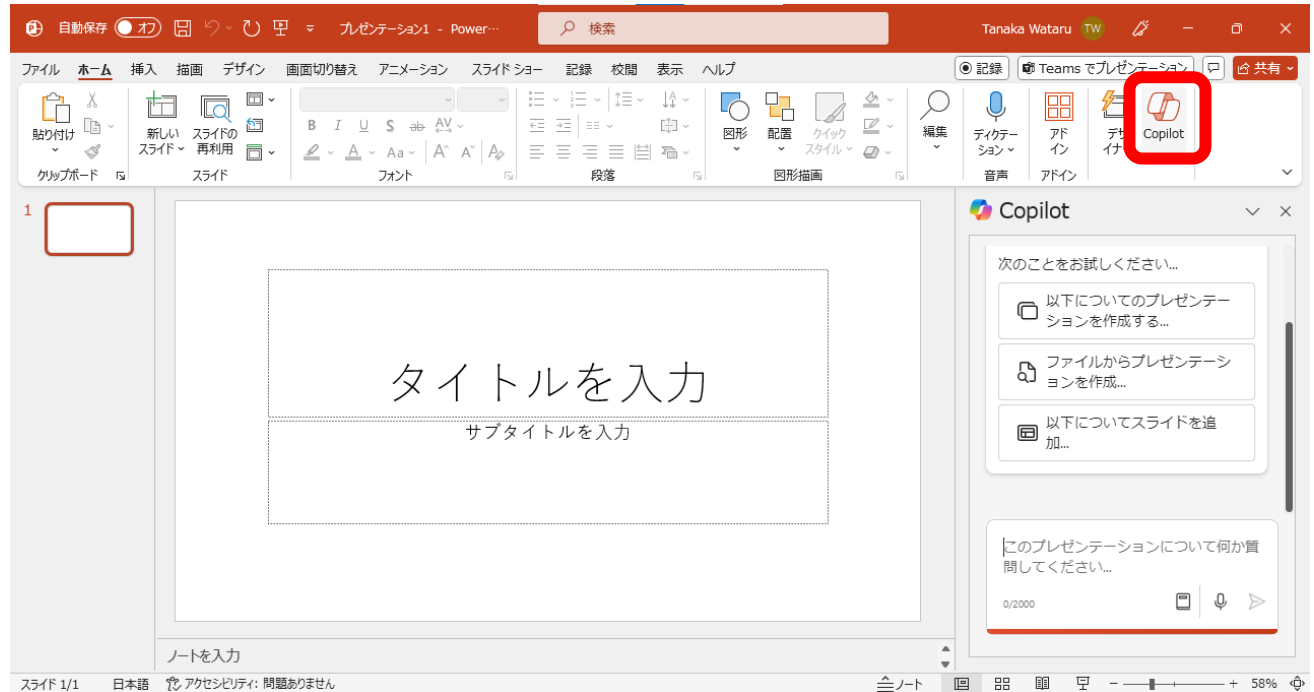 自動保存 オフ
プレゼンテーション1 - Power…
検索
Tanaka Wataru TW
ファイル ホーム 挿入 描画 デザイン 画面切り替え アニメーション スライド ショー 記録 校閲 表示 ヘルプ
記録 Teams でプレゼンテーション 共有
貼り付け
クリップボード
新しい
スライド
スライドの
再利用
スライド
B I U S ab AV
A Aa A A A
フォント
段落
図形
配置
クイック
スタイル
図形描画
編集
ディクテー
ション
音声
アド
イン
アドイン
デザ
イナ
Copilot
1
タイトルを入力
サブタイトルを入力
ノートを入力
Copilot
次のことをお試しください...
以下についてのプレゼンテー
ションを作成する...
ファイルからプレゼンテーシ
ョンを作成...
以下についてスライドを追
加...
このプレゼンテーションについて何か質
問してください...
0/2000
スライド 1/1 日本語 アクセシビリティ: 問題ありません
ノート
58%